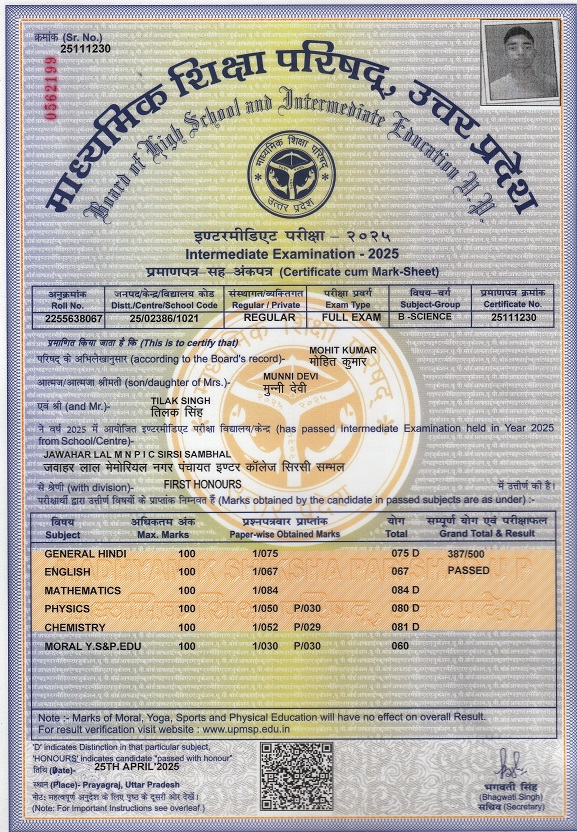 क्रमांक (Sr. No.)
25111230
0562199
माध्यमिक शिक्षा परिषद्, उत्तर प्रदेश
Board of High School and Intermediate Education U.P.
माध्यमिक शिक्षा परिषद
उत्तर प्रदेश
इण्टरमीडिएट परीक्षा – २०२५
Intermediate Examination - 2025
प्रमाणपत्र सह अंकपत्र (Certificate cum Mark-Sheet)
अनुक्रमांक जनपद/केन्द्र/विद्यालय कोड संस्थागत/व्यक्तिगत परीक्षा प्रवर्ग विषय-वर्ग प्रमाणपत्र क्रमांक
Roll No. Distt./Centre/School Code Regular / Private Exam Type Subject-Group Certificate No.
2255638067 25/02386/1021 REGULAR FULL EXAM B -SCIENCE 25111230
प्रमाणित किया जाता है कि (This is to certify that)
MOHIT KUMAR
परिषद के अभिलेखानुसार (according to the Board's record)- मोहित कुमार
MUNNI DEVI
आत्मज/आत्मजा श्रीमती (son/daughter of Mrs.)- मुन्नी देवी
TILAK SINGH
एवं श्री (and Mr.)- तिलक सिंह
ने वर्ष 2025 में आयोजित इण्टरमीडिएट परीक्षा विद्यालय/केन्द्र (has passed Intermediate Examination held in Year 2025
from School/Centre)-
JAWAHAR LAL M N P I C SIRSI SAMBHAL
जवाहर लाल मेमोरियल नगर पंचायत इण्टर कॉलेज सिरसी सम्भल
से श्रेणी (with division)- FIRST HONOURS में उत्तीर्ण की है।
परीक्षार्थी द्वारा उत्तीर्ण विषयों के प्राप्तांक निम्नवत हैं (Marks obtained by the candidate in passed subjects are as under) :-
विषय अधिकतम अंक प्रश्नपत्रवार प्राप्तांक योग सम्पूर्ण योग एवं परीक्षाफल
Subject Max. Marks Paper-wise Obtained Marks Total Grand Total & Result
GENERAL HINDI 100 1/075 075 D 387/500
ENGLISH 100 1/067 067 PASSED
MATHEMATICS 100 1/084 084 D
PHYSICS 100 1/050 P/030 080 D
CHEMISTRY 100 1/052 P/029 081 D
MORAL Y.S&P.EDU 100 1/030 P/030 060
Note :- Marks of Moral, Yoga, Sports and Physical Education will have no effect on overall Result.
For result verification visit website : www.upmsp.edu.in
'D' indicates Distinction in that particular subject,
'HONOURS' indicates candidate "passed with honour"
तिथि (Date)- 25TH APRIL'2025
स्थान (Place)- Prayagraj, Uttar Pradesh
नोट: महत्वपूर्ण अनुदेश के लिए पृष्ठ के दूसरी ओर देखें।
(Note: For Important Instructions see overleaf.)
भगवती सिंह
(Bhagwati Singh)
सचिव (Secretary)